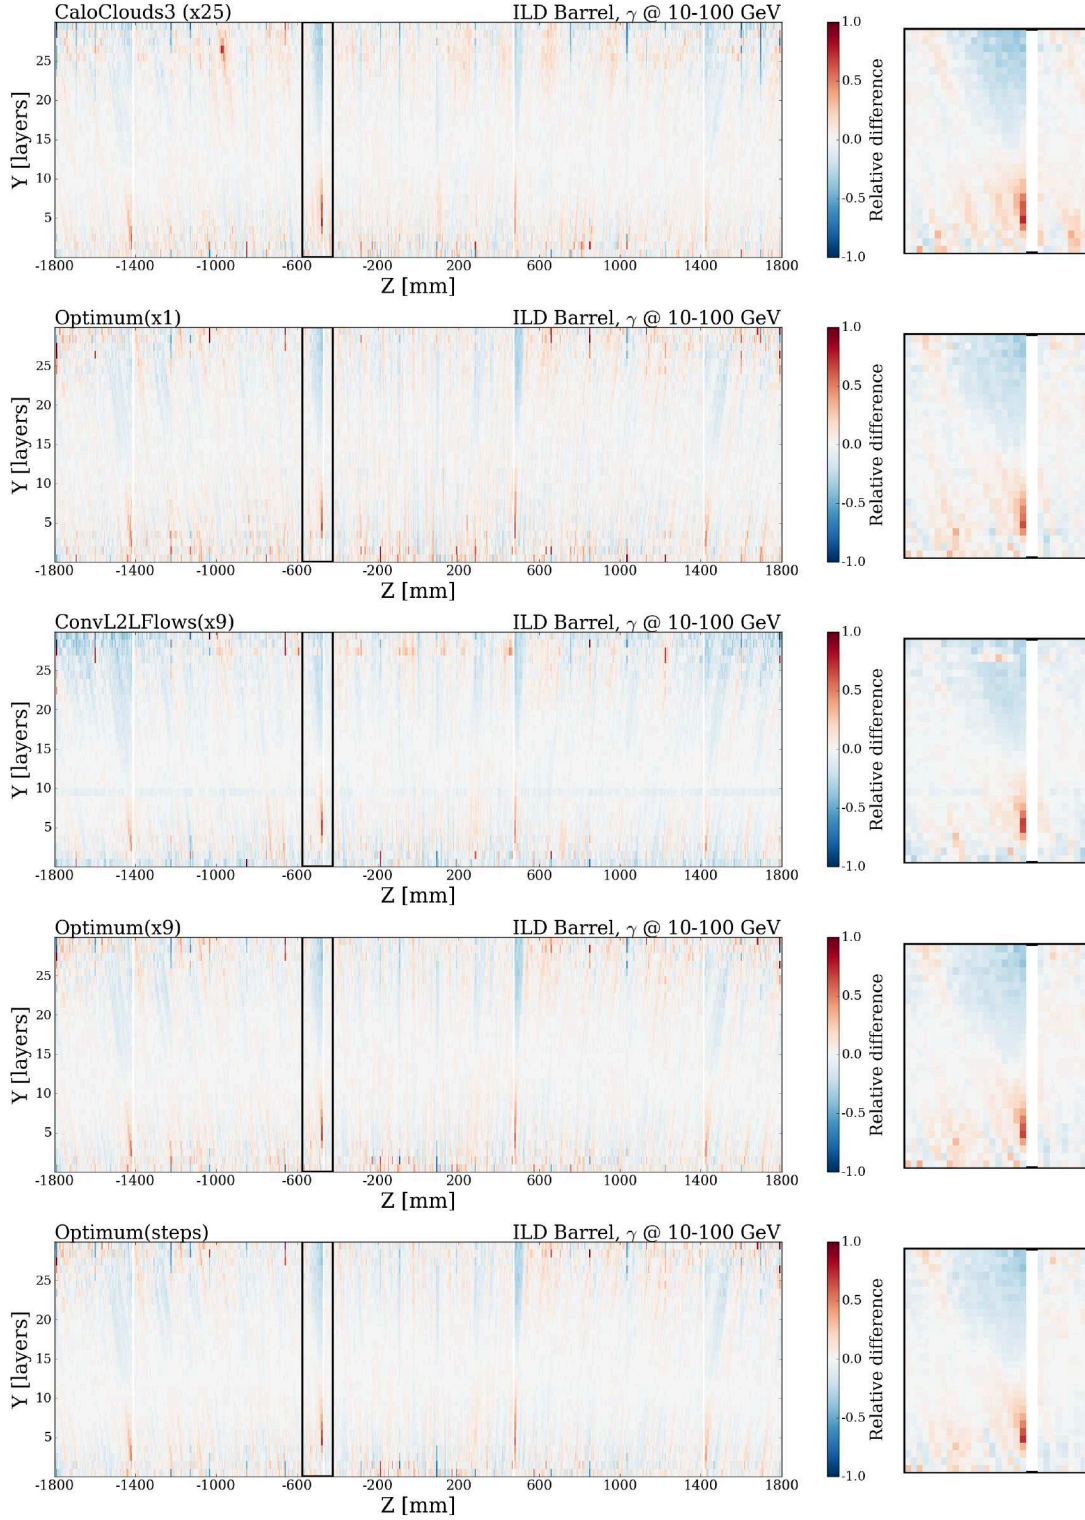 CaloClouds3 (x25) ILD Barrel, γ @ 10-100 GeV
Y [layers]
25
20
15
10
5
-1800 -1400 -1000 -600 -200 200 600 1000 1400 1800
Z [mm]
1.0
0.5
0.0
-0.5
-1.0
Relative difference
Optimum(x1) ILD Barrel, γ @ 10-100 GeV
Y [layers]
25
20
15
10
5
-1800 -1400 -1000 -600 -200 200 600 1000 1400 1800
Z [mm]
1.0
0.5
0.0
-0.5
-1.0
Relative difference
ConvL2LFlows(x9) ILD Barrel, γ @ 10-100 GeV
Y [layers]
25
20
15
10
5
-1800 -1400 -1000 -600 -200 200 600 1000 1400 1800
Z [mm]
1.0
0.5
0.0
-0.5
-1.0
Relative difference
Optimum(x9) ILD Barrel, γ @ 10-100 GeV
Y [layers]
25
20
15
10
5
-1800 -1400 -1000 -600 -200 200 600 1000 1400 1800
Z [mm]
1.0
0.5
0.0
-0.5
-1.0
Relative difference
Optimum(steps) ILD Barrel, γ @ 10-100 GeV
Y [layers]
25
20
15
10
5
-1800 -1400 -1000 -600 -200 200 600 1000 1400 1800
Z [mm]
1.0
0.5
0.0
-0.5
-1.0
Relative difference